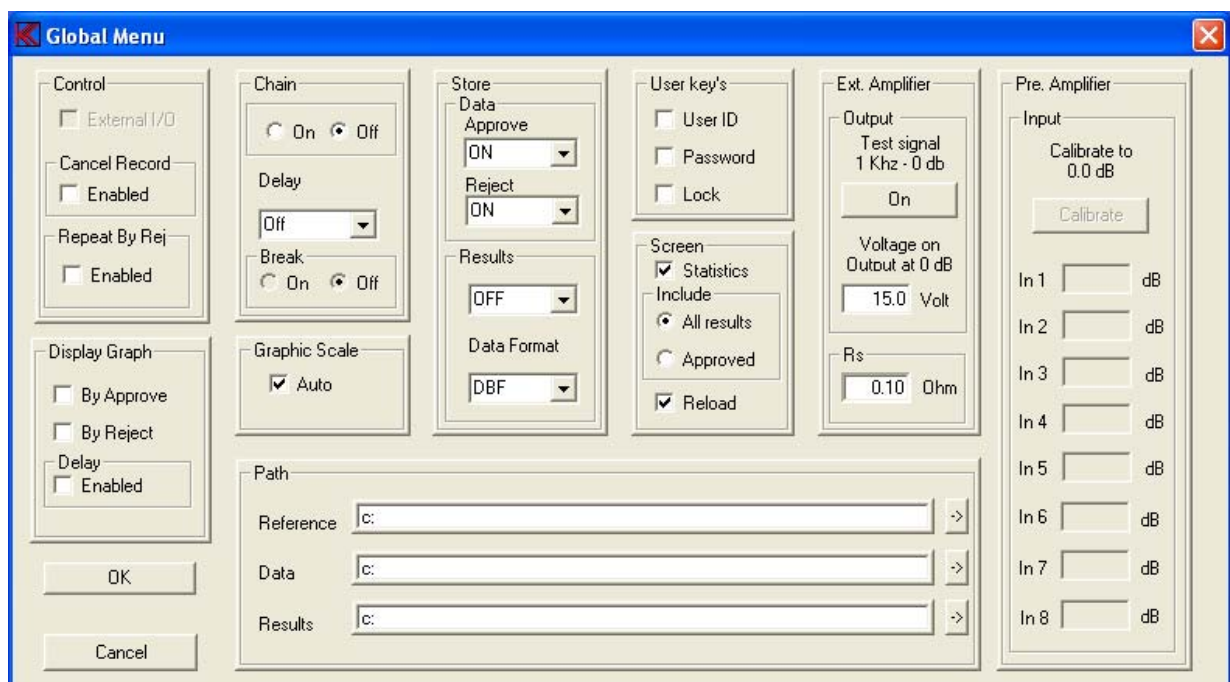 Global Menu
Control
External I/O
Cancel Record
Enabled
Repeat By Rej
Enabled
Display Graph
By Approve
By Reject
Delay
Enabled
OK
Cancel
Chain
On Off
Delay
Off
Break
On Off
Graphic Scale
Auto
Store
Data
Approve
ON
Reject
ON
Results
OFF
Data Format
DBF
User key's
User ID
Password
Lock
Screen
Statistics
Include
All results
Approved
Reload
Ext. Amplifier
Output
Test signal
1 Khz - 0 db
On
Voltage on
Output at 0 dB
15.0 Volt
Rs
0.10 Ohm
Path
Reference c: ->
Data c: ->
Results c: ->
Pre. Amplifier
Input
Calibrate to
0.0 dB
Calibrate
In 1 dB
In 2 dB
In 3 dB
In 4 dB
In 5 dB
In 6 dB
In 7 dB
In 8 dB